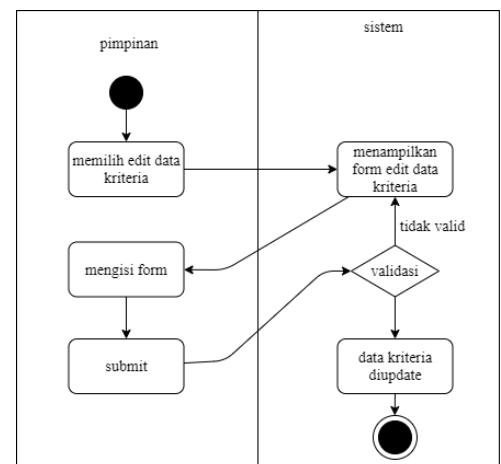 pimpinan
sistem
memilih edit data
kriteria
menampilkan
form edit data
kriteria
tidak valid
mengisi form
validasi
submit
data kriteria
diupdate